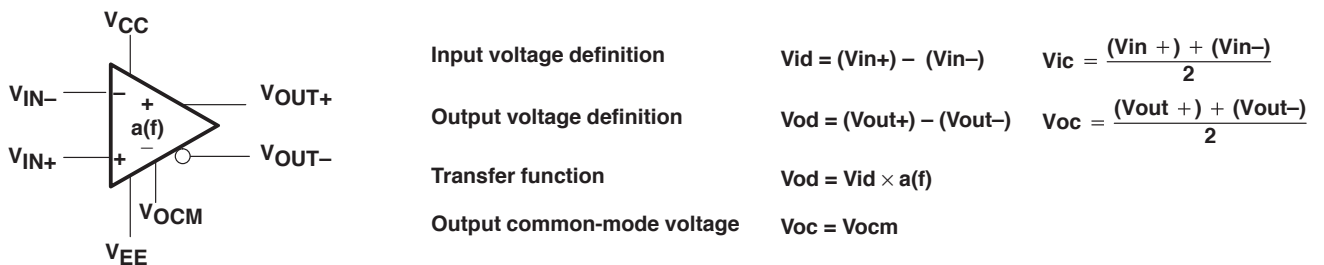 VCC
VIN–
–
+
VOUT+
a(f)
VIN+
+
–
VOUT–
VOCM
VEE
Input voltage definition Vid = (Vin+) – (Vin–) Vic = (Vin +) + (Vin–) / 2
Output voltage definition Vod = (Vout+) – (Vout–) Voc = (Vout +) + (Vout–) / 2
Transfer function Vod = Vid × a(f)
Output common-mode voltage Voc = Vocm